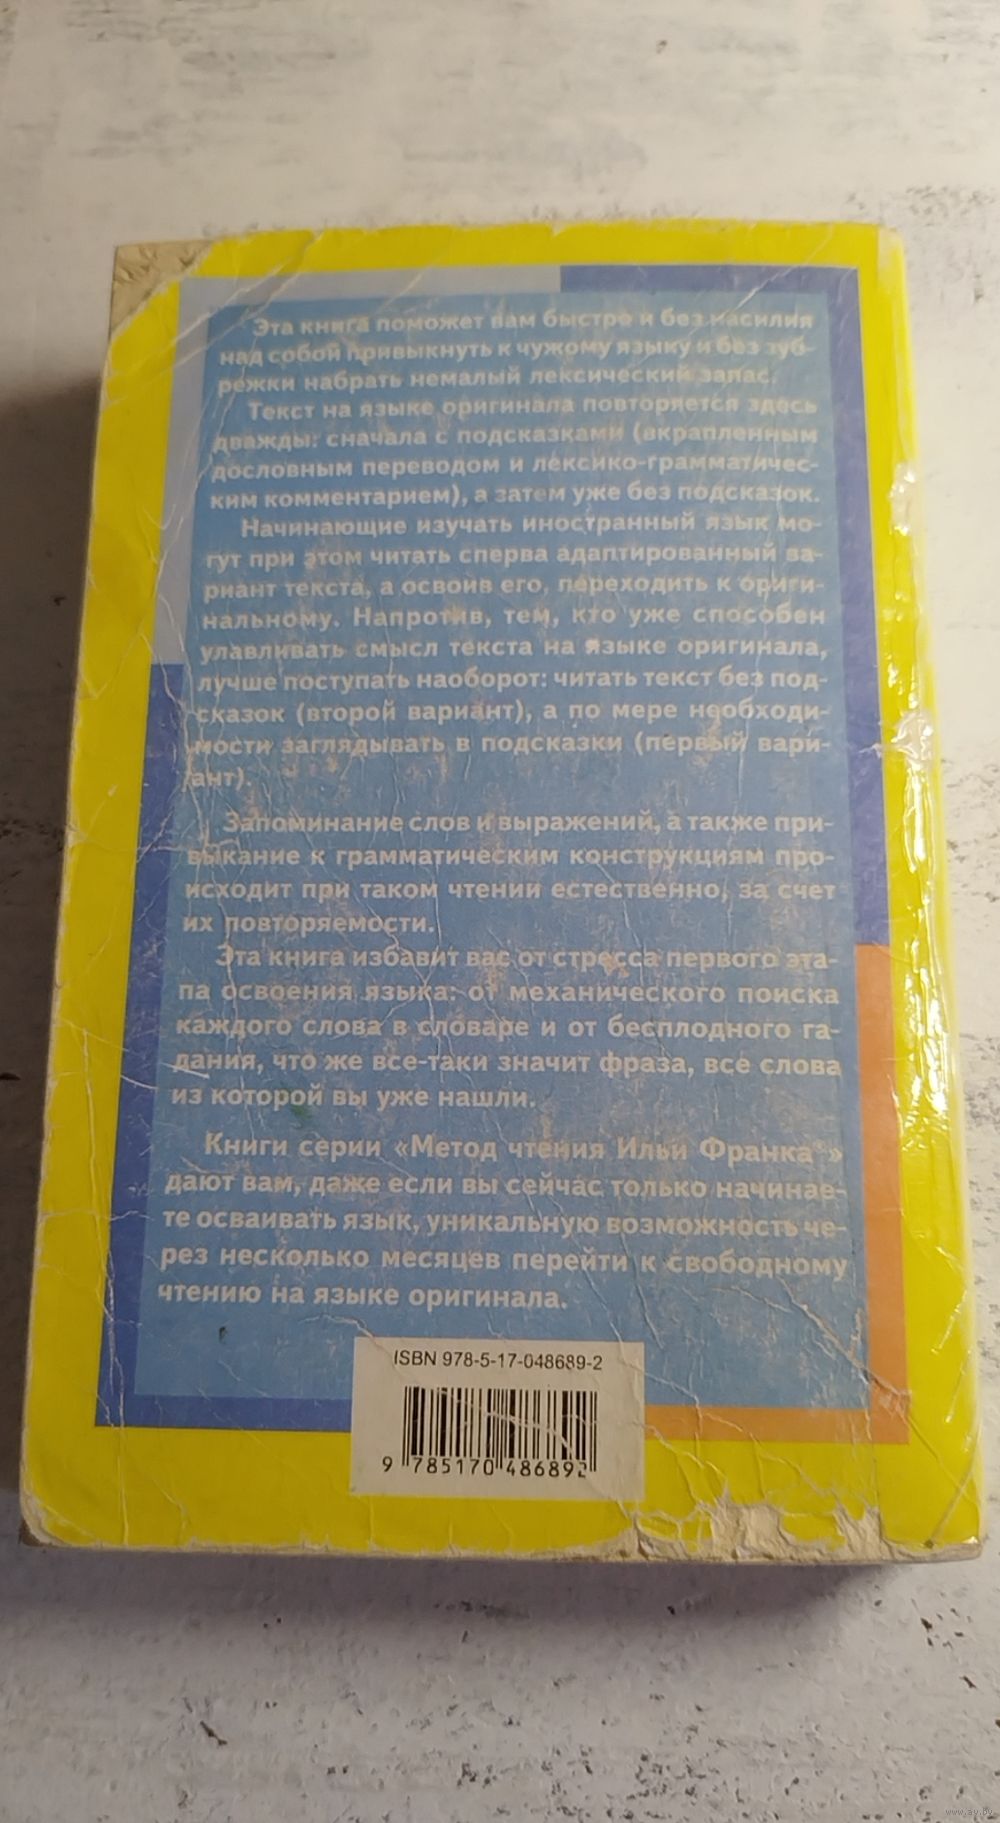 Эта книга поможет вам быстро и без насилия
над собой привыкнуть к чужому языку и без зуб-
режки набрать немалый лексический запас.
Текст на языке оригинала повторяется здесь
дважды: сначала с подсказками (вкрапленным
дословным переводом и лексико-грамматичес-
ким комментарием), а затем уже без подсказок.
Начинающие изучать иностранный язык мо-
гут при этом читать сперва адаптированный ва-
риант текста, а освоив его, переходить к ориги-
нальному. Напротив, тем, кто уже способен
улавливать смысл текста на языке оригинала,
лучше поступать наоборот: читать текст без под-
сказок (второй вариант), а по мере необходи-
мости заглядывать в подсказки (первый вари-
ант).
Запоминание слов и выражений, а также при-
выкание к грамматическим конструкциям про-
исходит при таком чтении естественно, за счет
их повторяемости.
Эта книга избавит вас от стресса первого эта-
па освоения языка: от механического поиска
каждого слова в словаре и от бесплодного га-
дания, что же все-таки значит фраза, все слова
из которой вы уже нашли.
Книги серии «Метод чтения Ильи Франка®»
дают вам, даже если вы сейчас только начинае-
те осваивать язык, уникальную возможность че-
рез несколько месяцев перейти к свободному
чтению на языке оригинала.
ISBN 978-5-17-048689-2
9 785170 486892
www.ay.by